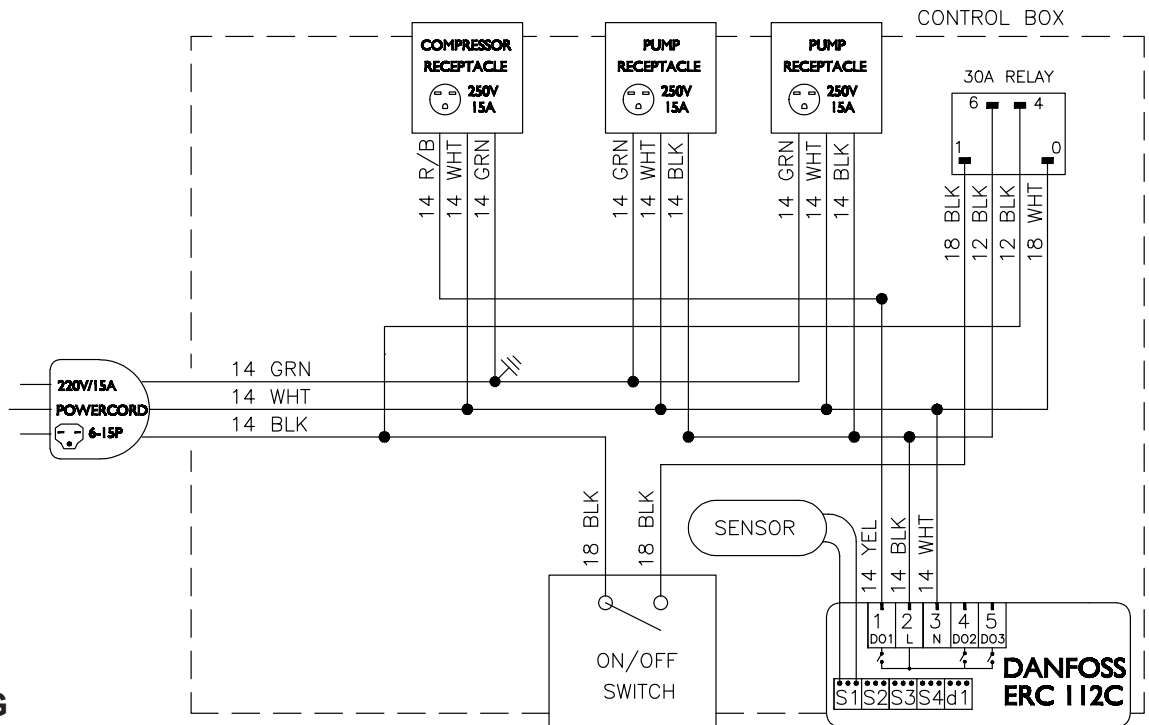 CONTROL BOX
COMPRESSOR
RECEPTACLE
250V
15A
PUMP
RECEPTACLE
250V
15A
PUMP
RECEPTACLE
250V
15A
30A RELAY
6
4
1
0
14 R/B
14 WHT
14 GRN
14 GRN
14 WHT
14 BLK
14 GRN
14 WHT
14 BLK
18 BLK
12 BLK
12 BLK
18 WHT
220V/15A
POWERCORD
6-15P
14 GRN
14 WHT
14 BLK
18 BLK
18 BLK
SENSOR
14 YEL
14 BLK
14 WHT
ON/OFF
SWITCH
1 2 3 4 5
DO1 L N DO2 DO3
S1 S2 S3 S4 d1
DANFOSS
ERC 112C
G